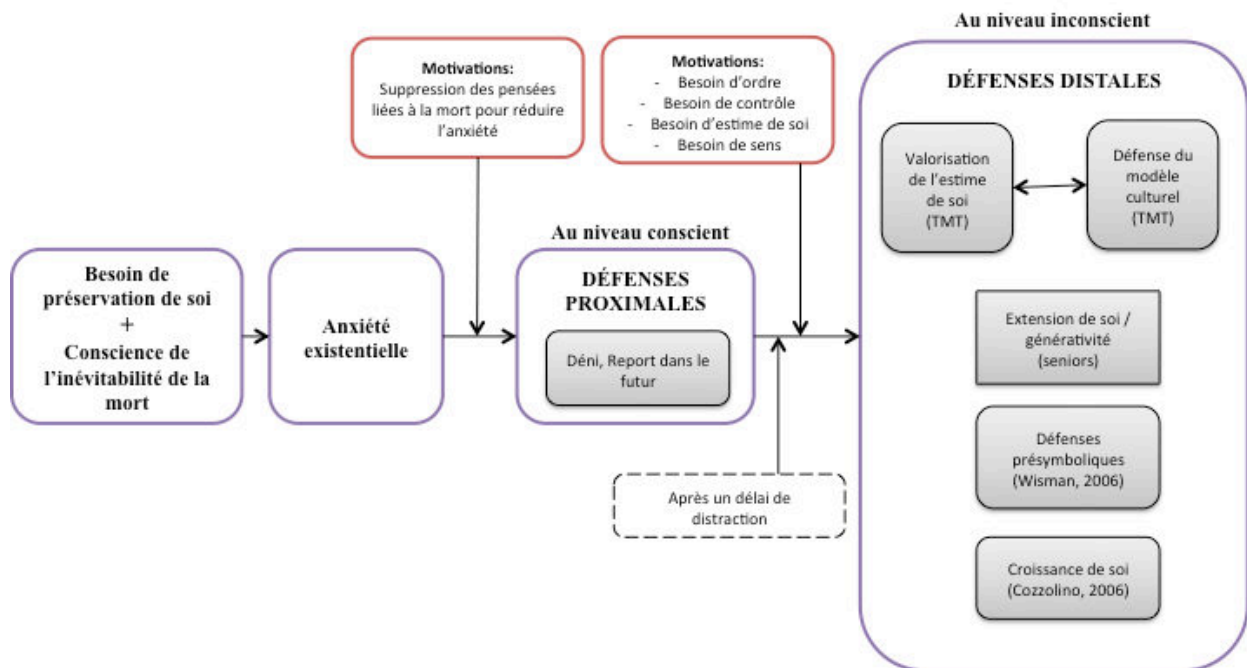 Au niveau inconscient
Motivations:
Suppression des pensées
liées à la mort pour réduire
l'anxiété
Motivations:
- Besoin d'ordre
- Besoin de contrôle
- Besoin d'estime de soi
- Besoin de sens
DÉFENSES DISTALES
Valorisation
de l'estime
de soi
(TMT)
Défense du
modèle
culturel
(TMT)
Besoin de
préservation de soi
+
Conscience de
l'inévitabilité de la
mort
Anxiété
existentielle
Au niveau conscient
DÉFENSES
PROXIMALES
Déni, Report dans le
futur
Après un délai de
distraction
Extension de soi /
générativité
(seniors)
Défenses
présymboliques
(Wisman, 2006)
Croissance de soi
(Cozzolino, 2006)